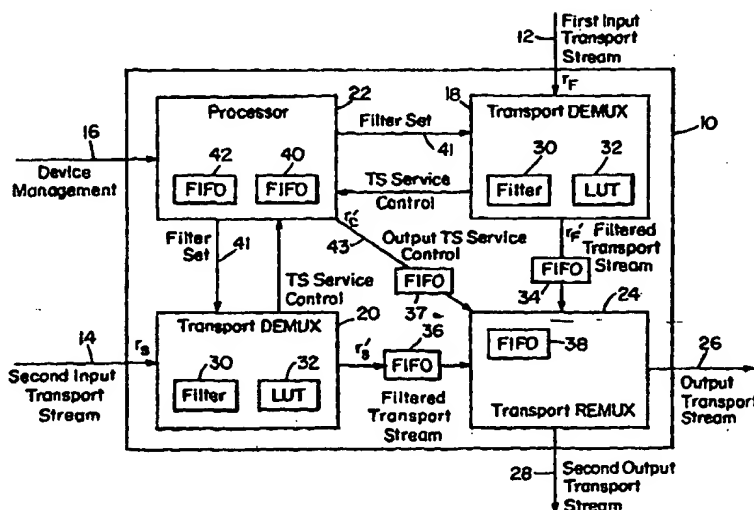 First Input
Transport
Stream
12
rF
Processor
22
18
Transport DEMUX
10
16
Device
Management
Filter Set
41
42
FIFO
40
FIFO
30
Filter
32
LUT
TS Service
Control
rC'
43
Output TS Service
Control
rF'
Filtered
Transport
Stream
FIFO
34
FIFO
37
Filter
Set
41
TS Service
Control
24
Transport DEMUX
20
36
FIFO
38
14
rS
rS'
FIFO
26
Second Input
Transport
Stream
30
Filter
32
LUT
Filtered
Transport
Stream
Transport REMUX
Output
Transport
Stream
28
Second Output
Transport
Stream